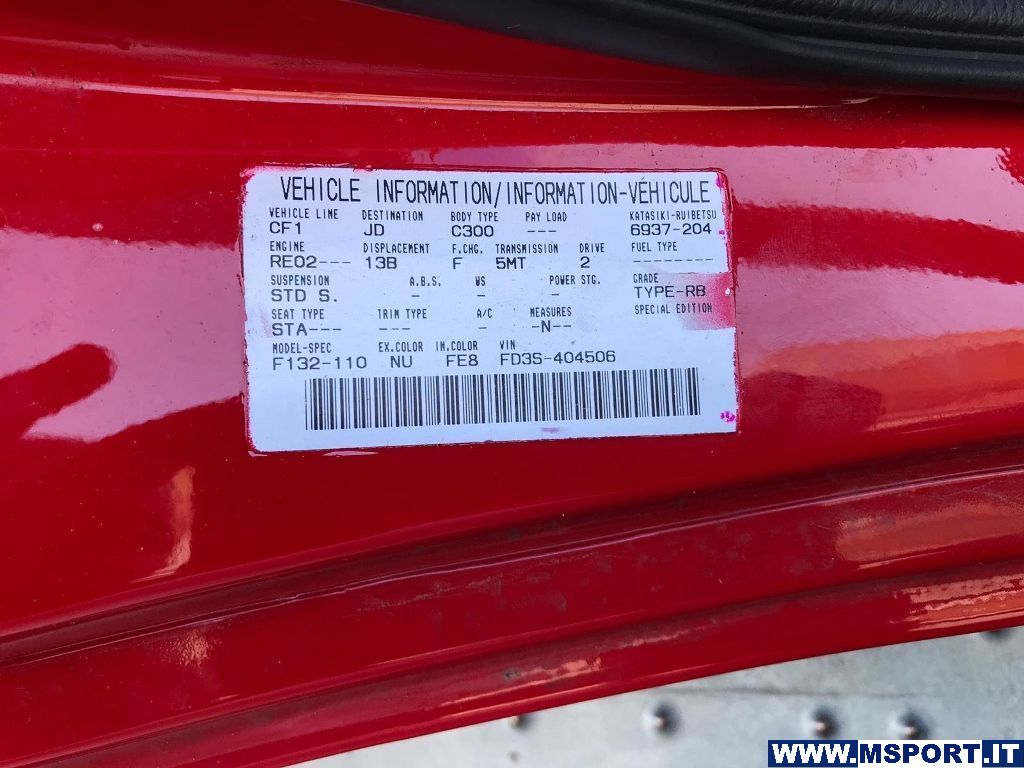 VEHICLE INFORMATION/INFORMATION-VÉHICULE
VEHICLE LINE DESTINATION BODY TYPE PAY LOAD KATASIKI-RUIBETSU
CF1 JD C300 6937-204
ENGINE DISPLACEMENT F.CHG. TRANSMISSION DRIVE FUEL TYPE
RE02--- 13B F 5MT 2 --------
SUSPENSION A.B.S. WS POWER STG. GRADE
STD S. - - - TYPE-RB
SEAT TYPE TRIM TYPE A/C MEASURES SPECIAL EDITION
STA--- --- - -N--
MODEL-SPEC EX.COLOR IN.COLOR VIN
F132-110 NU FE8 FD3S-404506
WWW.MSPORT.IT